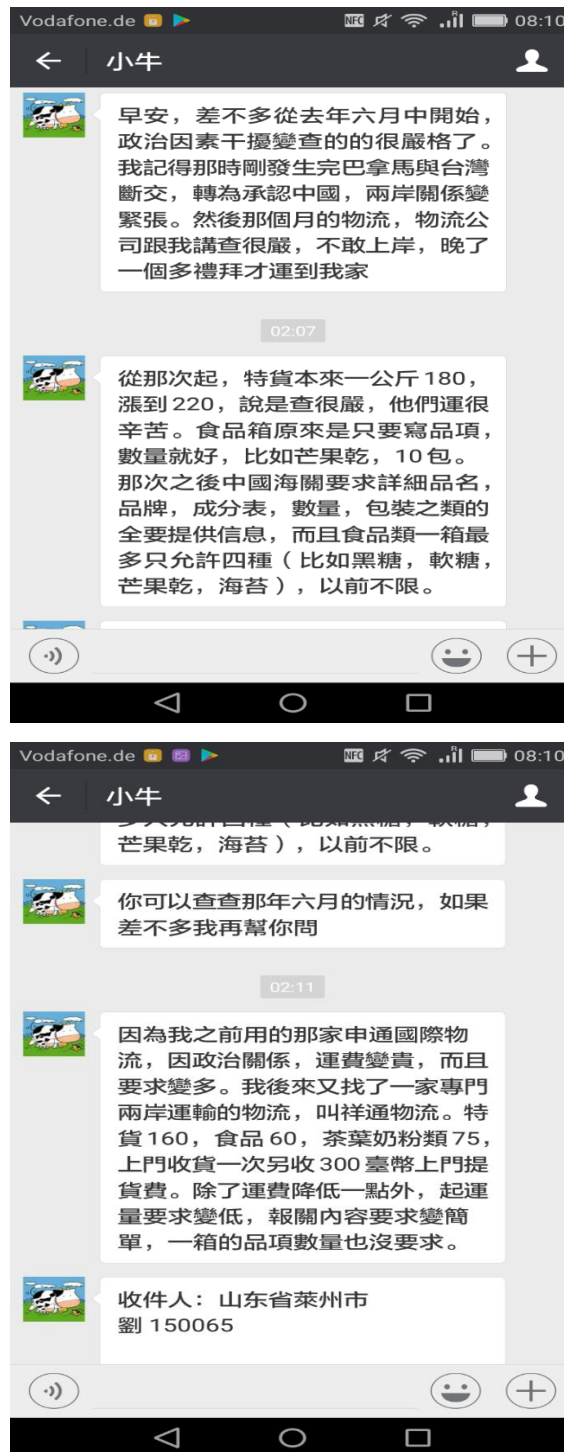 Vodafone.de
NFC
08:10
小牛
早安，差不多從去年六月中開始，
政治因素干擾變查的的很嚴格了。
我記得那時剛發生完巴拿馬與台灣
斷交，轉為承認中國，兩岸關係變
緊張。然後那個月的物流，物流公
司跟我講查很嚴，不敢上岸，晚了
一個多禮拜才運到我家
02:07
從那次起，特貨本來一公斤180，
漲到220，說是查很嚴，他們運很
辛苦。食品箱原來是只要寫品項，
數量就好，比如芒果乾，10包。
那次之後中國海關要求詳細品名，
品牌，成分表，數量，包裝之類的
全要提供信息，而且食品類一箱最
多只允許四種（比如黑糖，軟糖，
芒果乾，海苔），以前不限。
Vodafone.de
NFC
08:10
小牛
多只允許四種（比如黑糖，軟糖，
芒果乾，海苔），以前不限。
你可以查查那年六月的情況，如果
差不多我再幫你問
02:11
因為我之前用的那家申通國際物
流，因政治關係，運費變貴，而且
要求變多。我後來又找了一家專門
兩岸運輸的物流，叫祥通物流。特
貨160，食品60，茶葉奶粉類75，
上門收貨一次另收300臺幣上門提
貨費。除了運費降低一點外，起運
量要求變低，報關內容要求變簡
單，一箱的品項數量也沒要求。
收件人：山东省萊州市
劉 150065